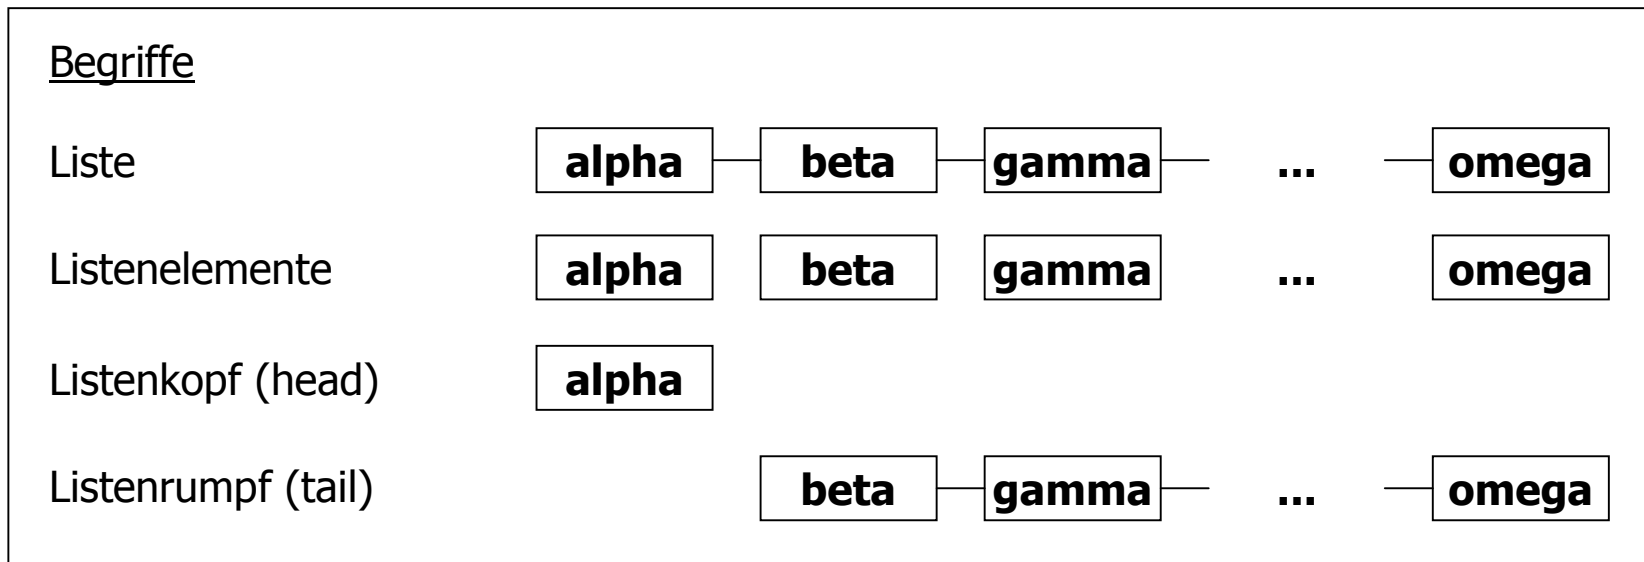 Begriffe
Liste alpha beta gamma ... omega
Listenelemente alpha beta gamma ... omega
Listenkopf (head) alpha
Listenrumpf (tail) beta gamma ... omega